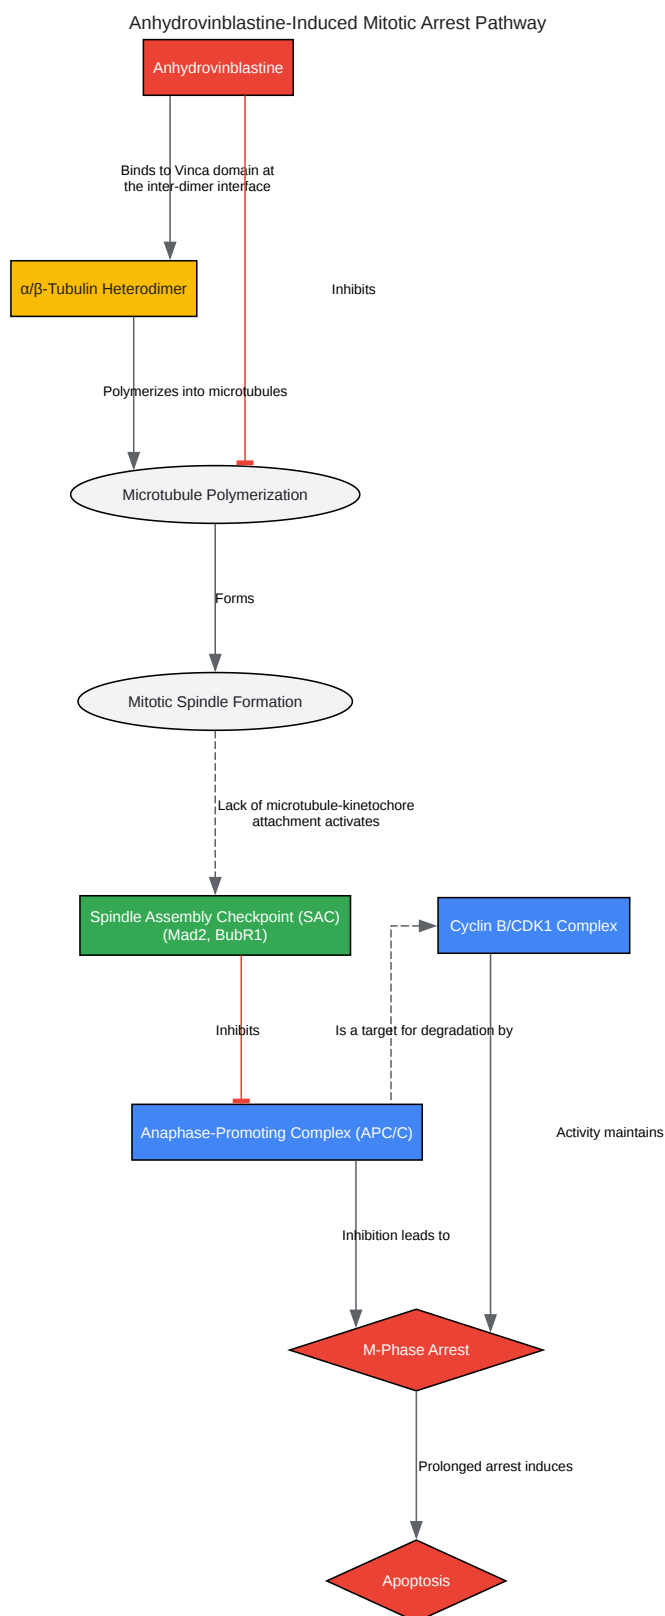 Anhydrovinblastine-Induced Mitotic Arrest Pathway
Anhydrovinblastine
Binds to Vinca domain at
the inter-dimer interface
α/β-Tubulin Heterodimer
Inhibits
Polymerizes into microtubules
Microtubule Polymerization
Forms
Mitotic Spindle Formation
Lack of microtubule-kinetochore
attachment activates
Spindle Assembly Checkpoint (SAC)
(Mad2, BubR1)
Cyclin B/CDK1 Complex
Inhibits
Is a target for degradation by
Anaphase-Promoting Complex (APC/C)
Activity maintains
Inhibition leads to
M-Phase Arrest
Prolonged arrest induces
Apoptosis